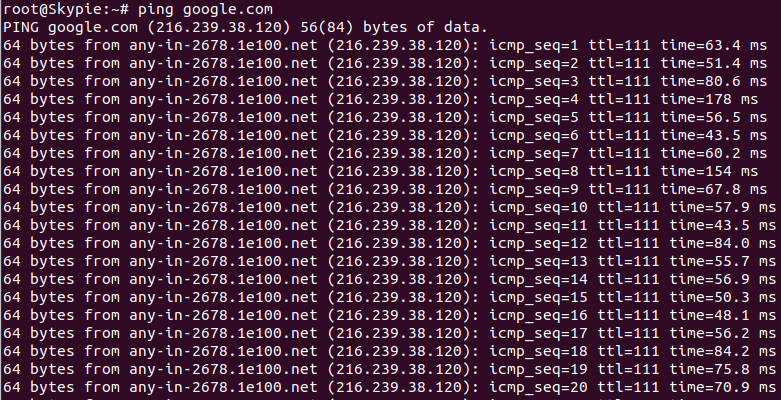 root@Skypie:~# ping google.com
PING google.com (216.239.38.120) 56(84) bytes of data.
64 bytes from any-in-2678.1e100.net (216.239.38.120): icmp_seq=1 ttl=111 time=63.4 ms
64 bytes from any-in-2678.1e100.net (216.239.38.120): icmp_seq=2 ttl=111 time=51.4 ms
64 bytes from any-in-2678.1e100.net (216.239.38.120): icmp_seq=3 ttl=111 time=80.6 ms
64 bytes from any-in-2678.1e100.net (216.239.38.120): icmp_seq=4 ttl=111 time=178 ms
64 bytes from any-in-2678.1e100.net (216.239.38.120): icmp_seq=5 ttl=111 time=56.5 ms
64 bytes from any-in-2678.1e100.net (216.239.38.120): icmp_seq=6 ttl=111 time=43.5 ms
64 bytes from any-in-2678.1e100.net (216.239.38.120): icmp_seq=7 ttl=111 time=60.2 ms
64 bytes from any-in-2678.1e100.net (216.239.38.120): icmp_seq=8 ttl=111 time=154 ms
64 bytes from any-in-2678.1e100.net (216.239.38.120): icmp_seq=9 ttl=111 time=67.8 ms
64 bytes from any-in-2678.1e100.net (216.239.38.120): icmp_seq=10 ttl=111 time=57.9 ms
64 bytes from any-in-2678.1e100.net (216.239.38.120): icmp_seq=11 ttl=111 time=43.5 ms
64 bytes from any-in-2678.1e100.net (216.239.38.120): icmp_seq=12 ttl=111 time=84.0 ms
64 bytes from any-in-2678.1e100.net (216.239.38.120): icmp_seq=13 ttl=111 time=55.7 ms
64 bytes from any-in-2678.1e100.net (216.239.38.120): icmp_seq=14 ttl=111 time=56.9 ms
64 bytes from any-in-2678.1e100.net (216.239.38.120): icmp_seq=15 ttl=111 time=50.3 ms
64 bytes from any-in-2678.1e100.net (216.239.38.120): icmp_seq=16 ttl=111 time=48.1 ms
64 bytes from any-in-2678.1e100.net (216.239.38.120): icmp_seq=17 ttl=111 time=56.2 ms
64 bytes from any-in-2678.1e100.net (216.239.38.120): icmp_seq=18 ttl=111 time=84.2 ms
64 bytes from any-in-2678.1e100.net (216.239.38.120): icmp_seq=19 ttl=111 time=75.8 ms
64 bytes from any-in-2678.1e100.net (216.239.38.120): icmp_seq=20 ttl=111 time=70.9 ms